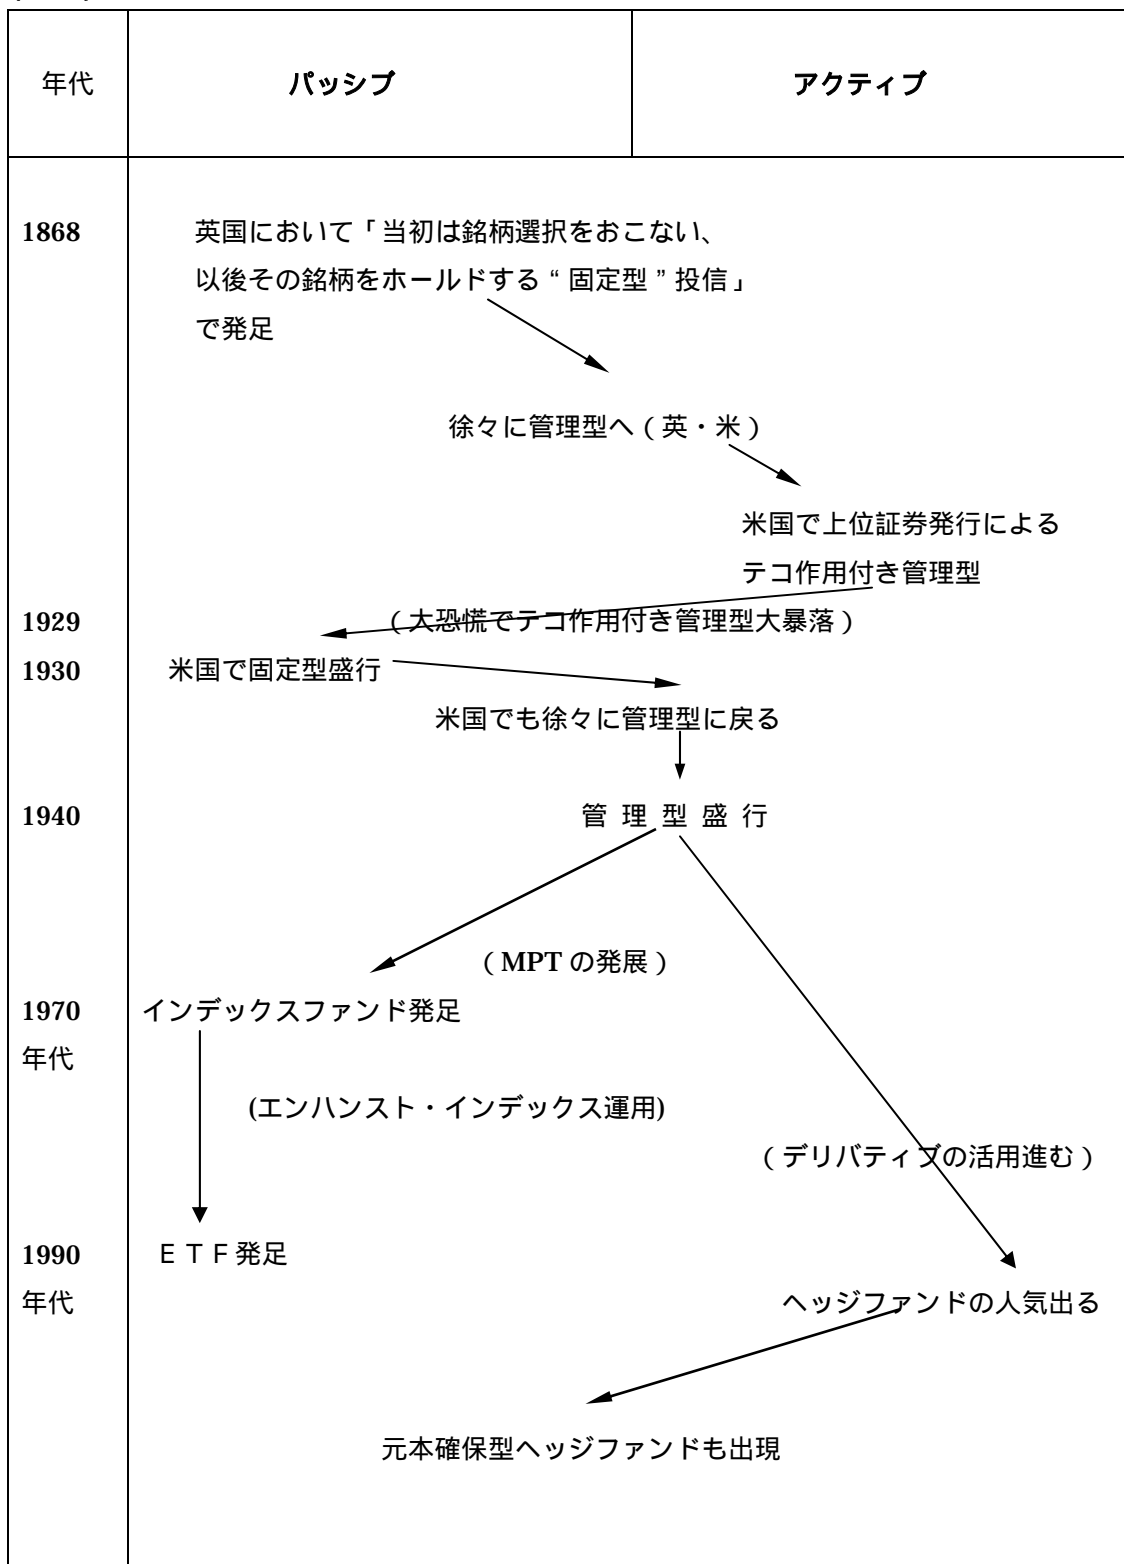 年代 パッシブ アクティブ
1868 英国において「当初は銘柄選択をおこない、
以後その銘柄をホールドする“固定型”投信」
で発足
徐々に管理型へ(英・米)
米国で上位証券発行による
テコ作用付き管理型
1929 (大恐慌でテコ作用付き管理型大暴落)
1930 米国で固定型盛行
米国でも徐々に管理型に戻る
1940 管理型盛行
(MPTの発展)
1970 インデックスファンド発足
年代
(エンハンスト・インデックス運用)
(デリバティブの活用進む)
1990 ETF発足
年代 ヘッジファンドの人気出る
元本確保型ヘッジファンドも出現